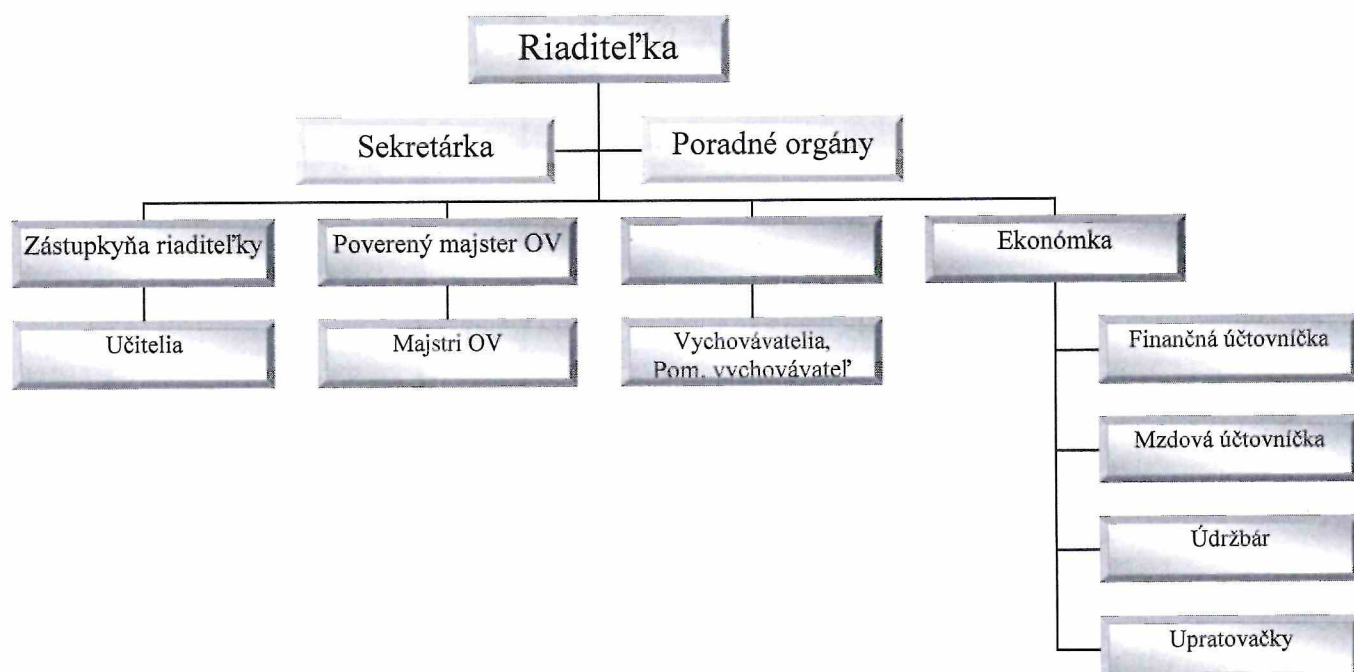 Riaditeľka
Sekretárka
Poradné orgány
Zástupkyňa riaditeľky
Poverený majster OV
Ekonómka
Učitelia
Majstri OV
Vychovávatelia,
Pom. vychovávateľ
Finančná účtovníčka
Mzdová účtovníčka
Údržbár
Upratovačky